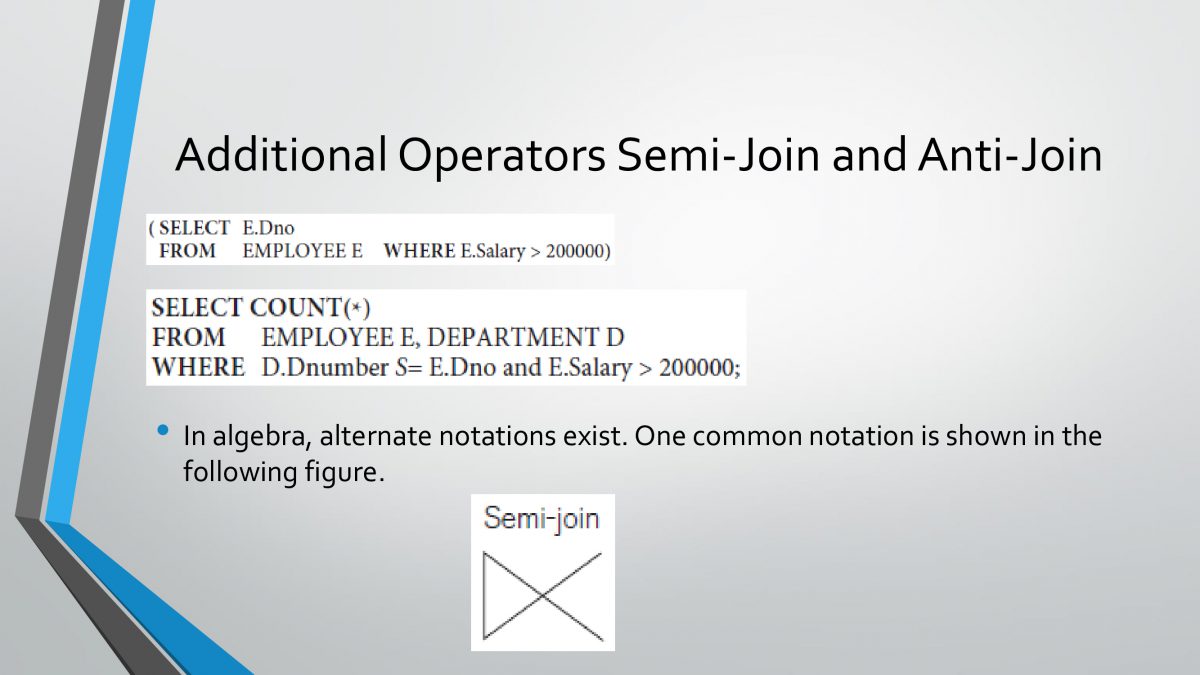 Additional Operators Semi-Join and Anti-Join
( SELECT E.Dno
FROM EMPLOYEE E WHERE E.Salary > 200000)
SELECT COUNT(*)
FROM EMPLOYEE E, DEPARTMENT D
WHERE D.Dnumber S= E.Dno and E.Salary > 200000;
• In algebra, alternate notations exist. One common notation is shown in the
following figure.
Semi-join